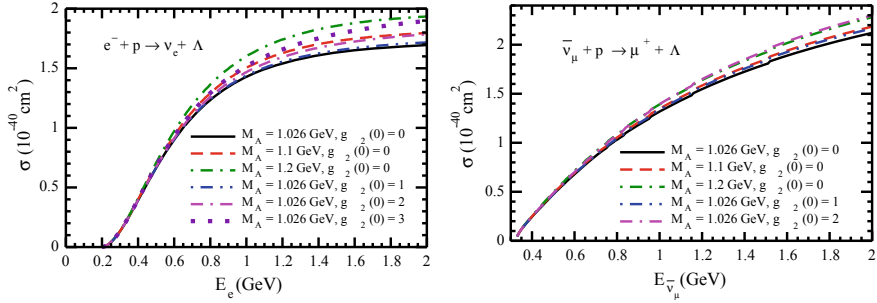 e⁻ + p → ν_e + Λ
σ (10⁻⁴⁰ cm²)
2
1.5
1
0.5
0
M_A = 1.026 GeV, g_2(0) = 0
M_A = 1.1 GeV, g_2(0) = 0
M_A = 1.2 GeV, g_2(0) = 0
M_A = 1.026 GeV, g_2(0) = 1
M_A = 1.026 GeV, g_2(0) = 2
M_A = 1.026 GeV, g_2(0) = 3
0 0.2 0.4 0.6 0.8 1 1.2 1.4 1.6 1.8 2
E_e (GeV)
ν̅_μ + p → μ⁺ + Λ
σ (10⁻⁴⁰ cm²)
2
1.5
1
0.5
0
M_A = 1.026 GeV, g_2(0) = 0
M_A = 1.1 GeV, g_2(0) = 0
M_A = 1.2 GeV, g_2(0) = 0
M_A = 1.026 GeV, g_2(0) = 1
M_A = 1.026 GeV, g_2(0) = 2
0.4 0.6 0.8 1 1.2 1.4 1.6 1.8 2
E_ν̅_μ (GeV)